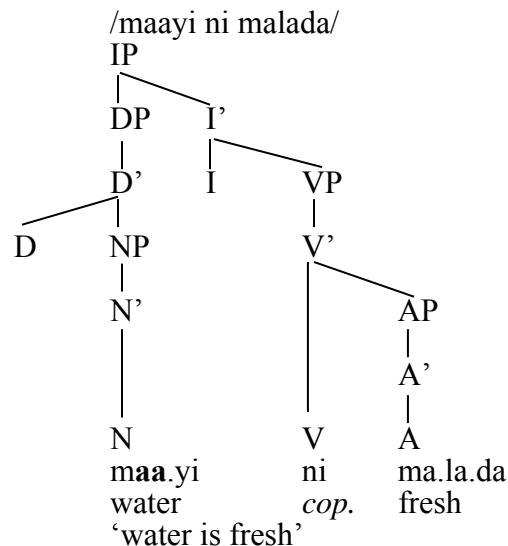 /maayi ni malada/
IP
DP I’
D’ I VP
D NP V’
N’ AP
A’
N V A
maa.yi ni ma.la.da
water cop. fresh
‘water is fresh’